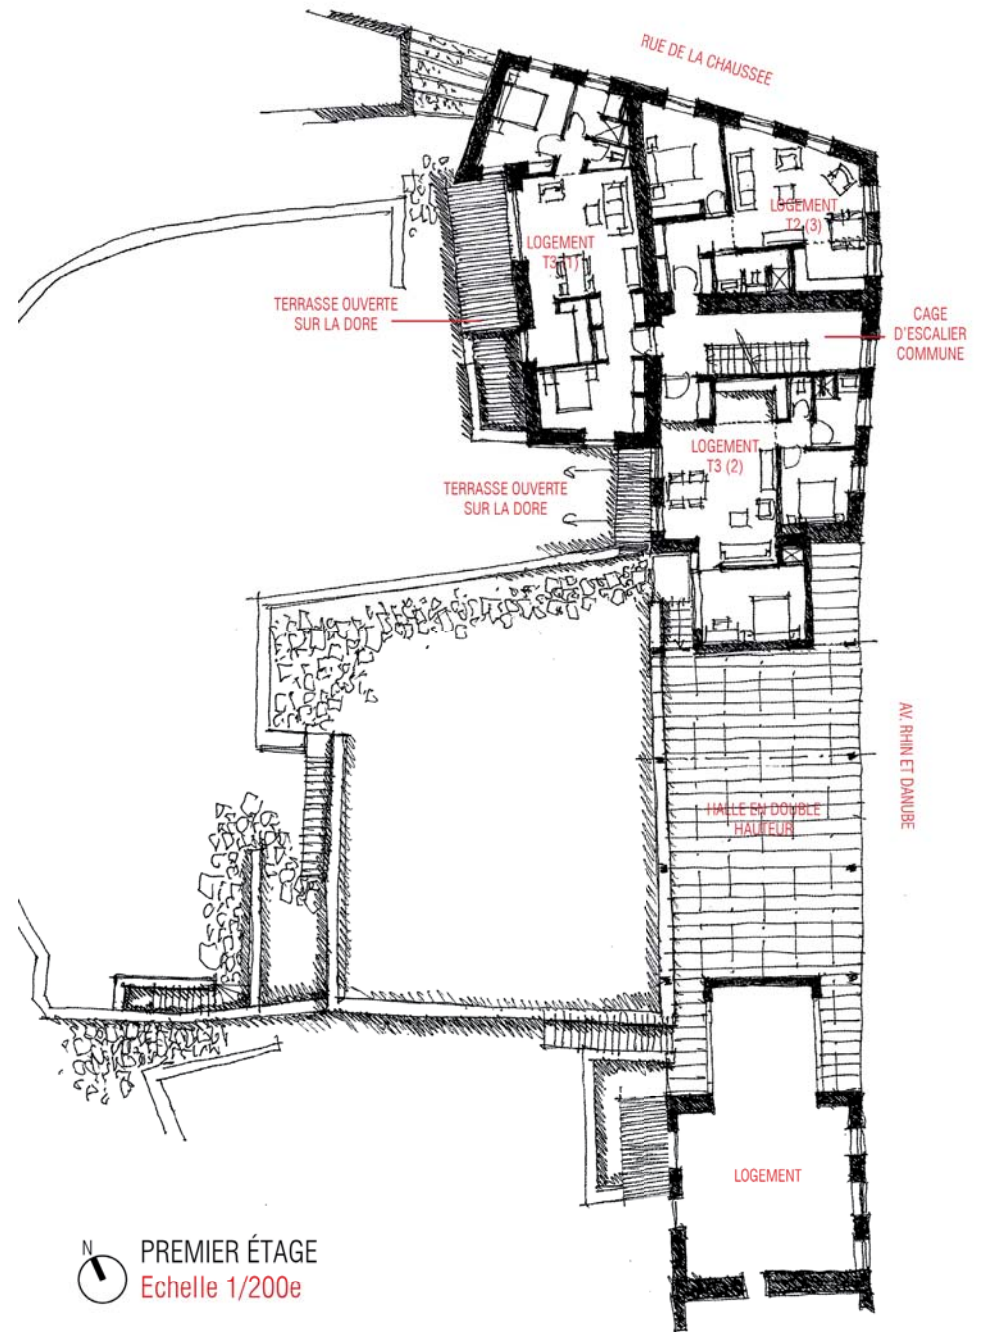 RUE DE LA CHAUSSEE
LOGEMENT
T2 (3)
LOGEMENT
T3 (1)
TERRASSE OUVERTE
SUR LA DORE
CAGE
D'ESCALIER
COMMUNE
LOGEMENT
T3 (2)
TERRASSE OUVERTE
SUR LA DORE
AV. RHIN ET DANUBE
HALLE EN DOUBLE
HAUTEUR
LOGEMENT
N
PREMIER ÉTAGE
Echelle 1/200e